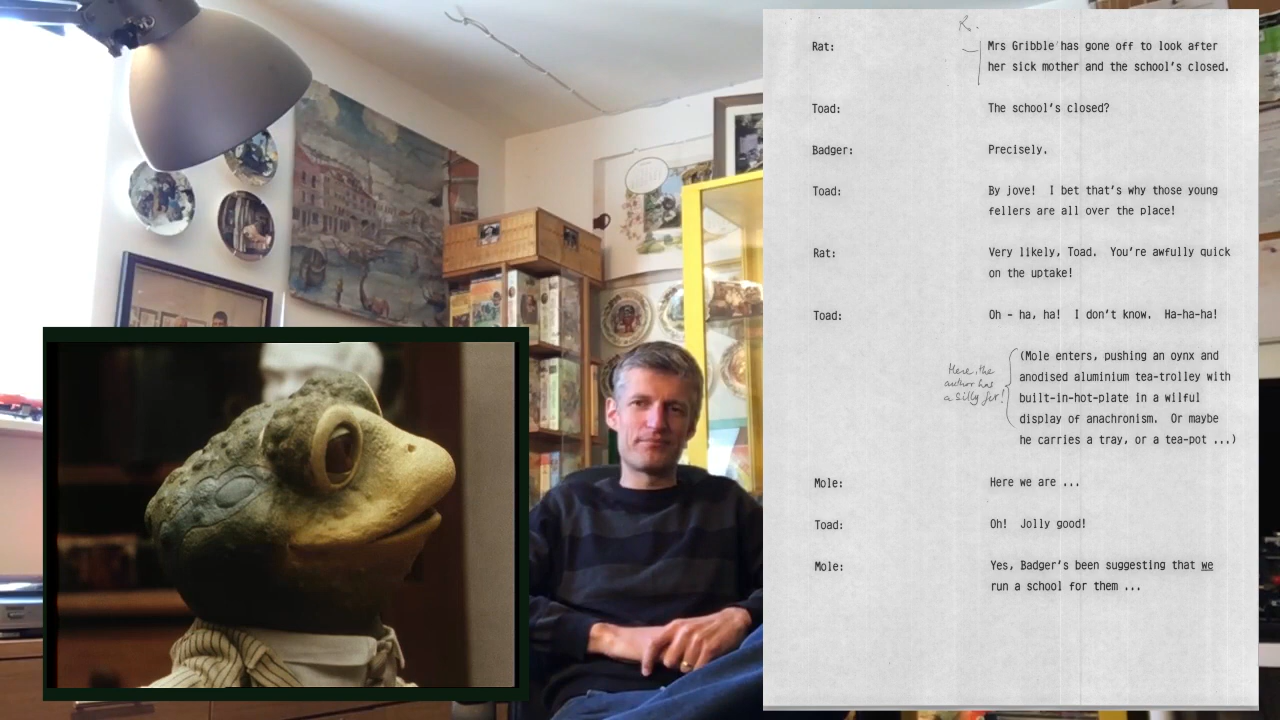 R.
Rat: Mrs Gribble has gone off to look after
her sick mother and the school's closed.
Toad: The school's closed?
Badger: Precisely.
Toad: By jove! I bet that's why those young
fellers are all over the place!
Rat: Very likely, Toad. You're awfully quick
on the uptake!
Toad: Oh - ha, ha! I don't know. Ha-ha-ha!
(Mole enters, pushing an oynx and
anodised aluminium tea-trolley with
built-in-hot-plate in a wilful
display of anachronism. Or maybe
he carries a tray, or a tea-pot ...)
Here, the
author has
a silly fit!
Mole: Here we are ...
Toad: Oh! Jolly good!
Mole: Yes, Badger's been suggesting that we
run a school for them ...